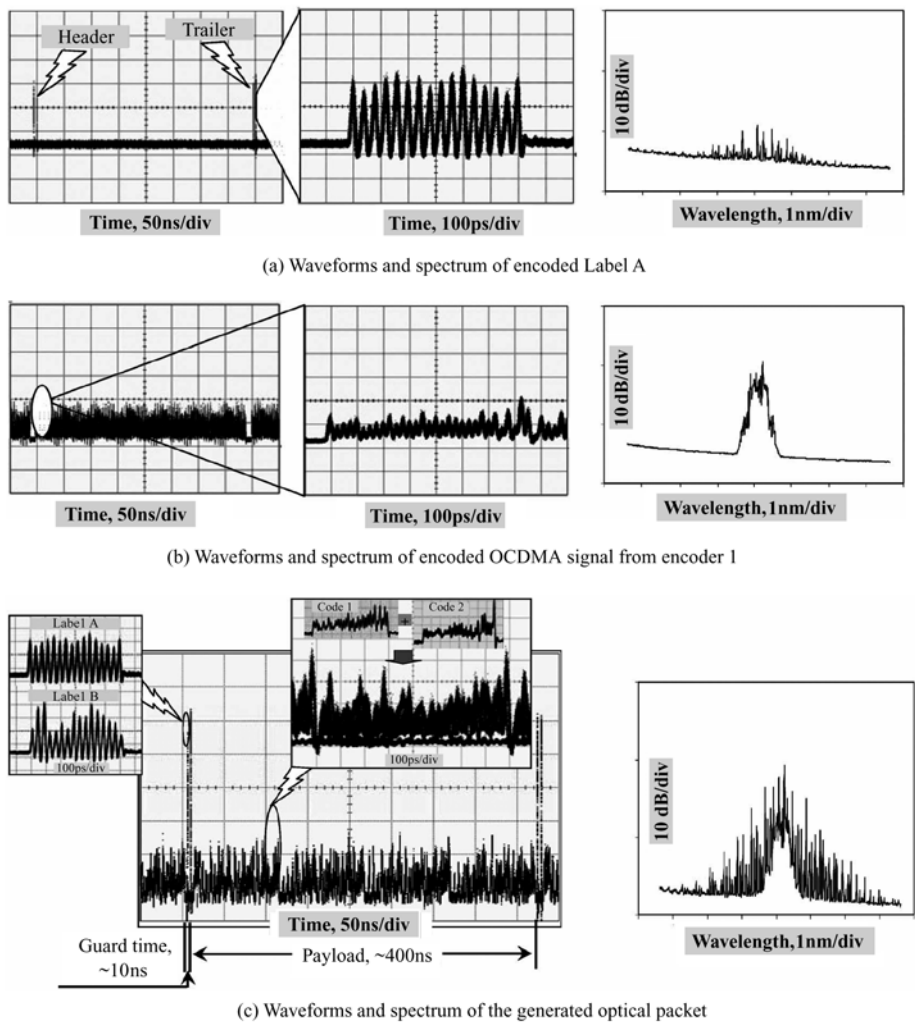 Header
Trailer
10 dB/div
Time, 50ns/div
Time, 100ps/div
Wavelength, 1nm/div
(a) Waveforms and spectrum of encoded Label A
10 dB/div
Time, 50ns/div
Time, 100ps/div
Wavelength,1nm/div
(b) Waveforms and spectrum of encoded OCDMA signal from encoder 1
Label A
Label B
100ps/div
Code 1
+
Code 2
100ps/div
10 dB/div
Time, 50ns/div
Guard time,
~10ns
Payload, ~400ns
Wavelength,1nm/div
(c) Waveforms and spectrum of the generated optical packet